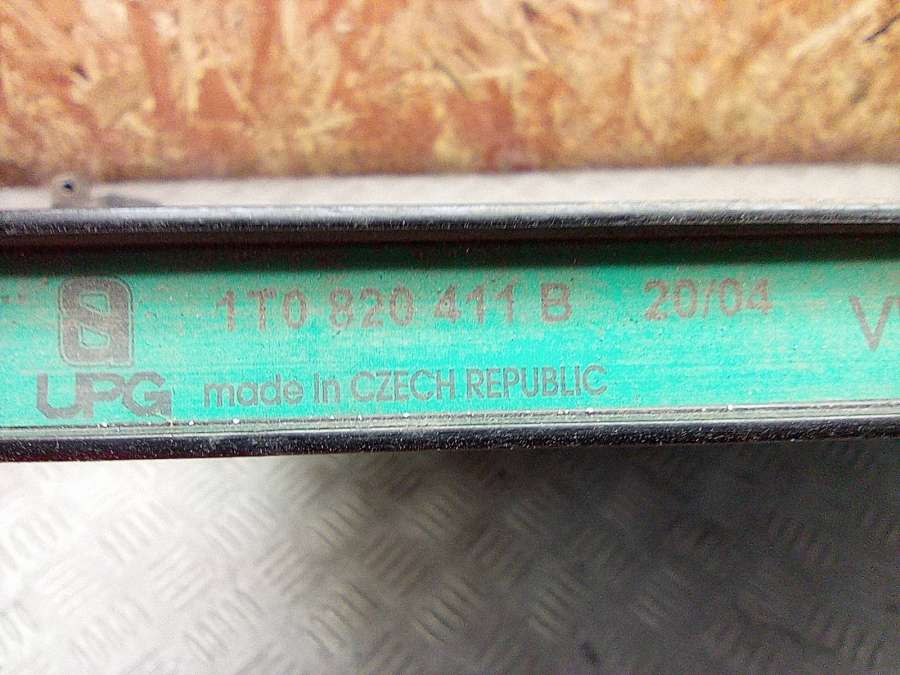 1T0 820 411 B 20/04
UPG made in CZECH REPUBLIC